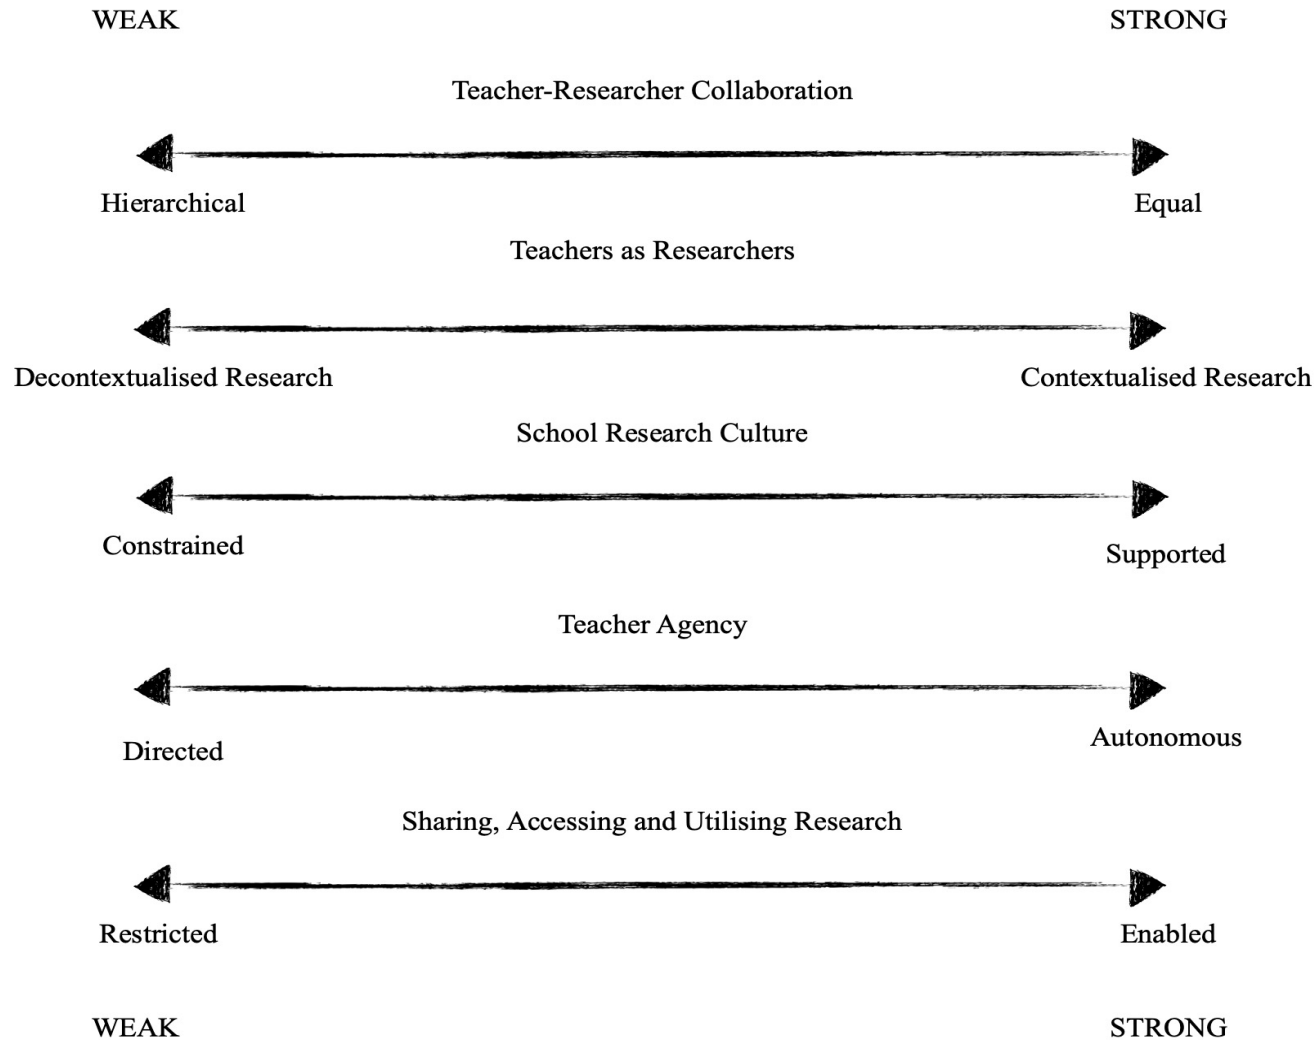 WEAK STRONG
Teacher-Researcher Collaboration
Hierarchical Equal
Teachers as Researchers
Decontextualised Research Contextualised Research
School Research Culture
Constrained Supported
Teacher Agency
Directed Autonomous
Sharing, Accessing and Utilising Research
Restricted Enabled
WEAK STRONG